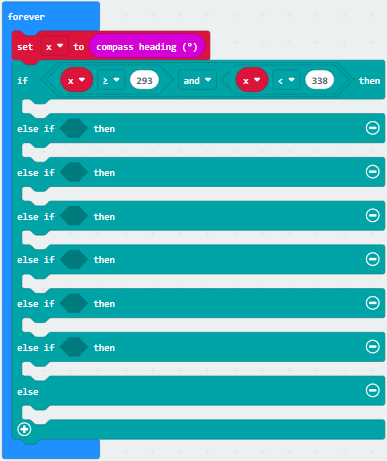 forever
set x to compass heading (°)
if x ≥ 293 and x < 338 then
else if then
else if then
else if then
else if then
else if then
else if then
else